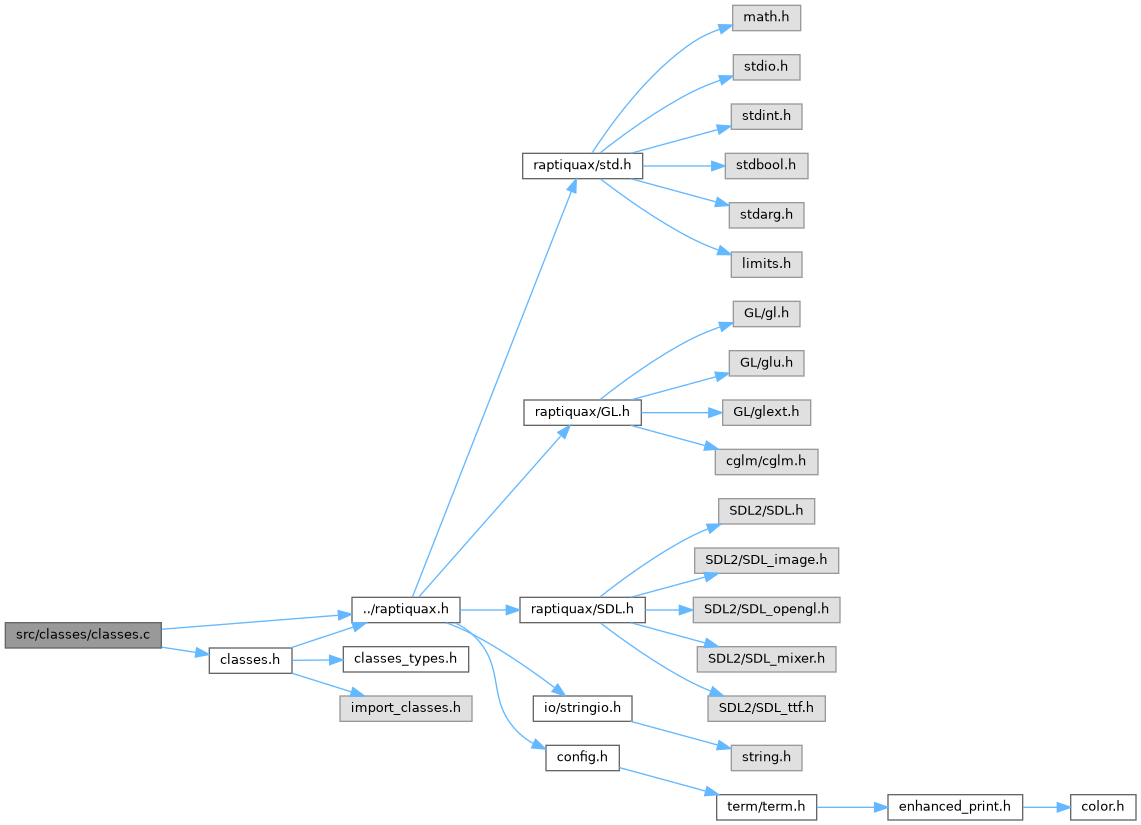 math.h
stdio.h
stdint.h
raptiquax/std.h
stdbool.h
stdarg.h
limits.h
GL/gl.h
GL/glu.h
raptiquax/GL.h
GL/glext.h
cglm/cglm.h
SDL2/SDL.h
SDL2/SDL_image.h
../raptiquax.h
raptiquax/SDL.h
SDL2/SDL_opengl.h
src/classes/classes.c
classes.h
classes_types.h
SDL2/SDL_mixer.h
import_classes.h
io/stringio.h
SDL2/SDL_ttf.h
config.h
string.h
term/term.h
enhanced_print.h
color.h